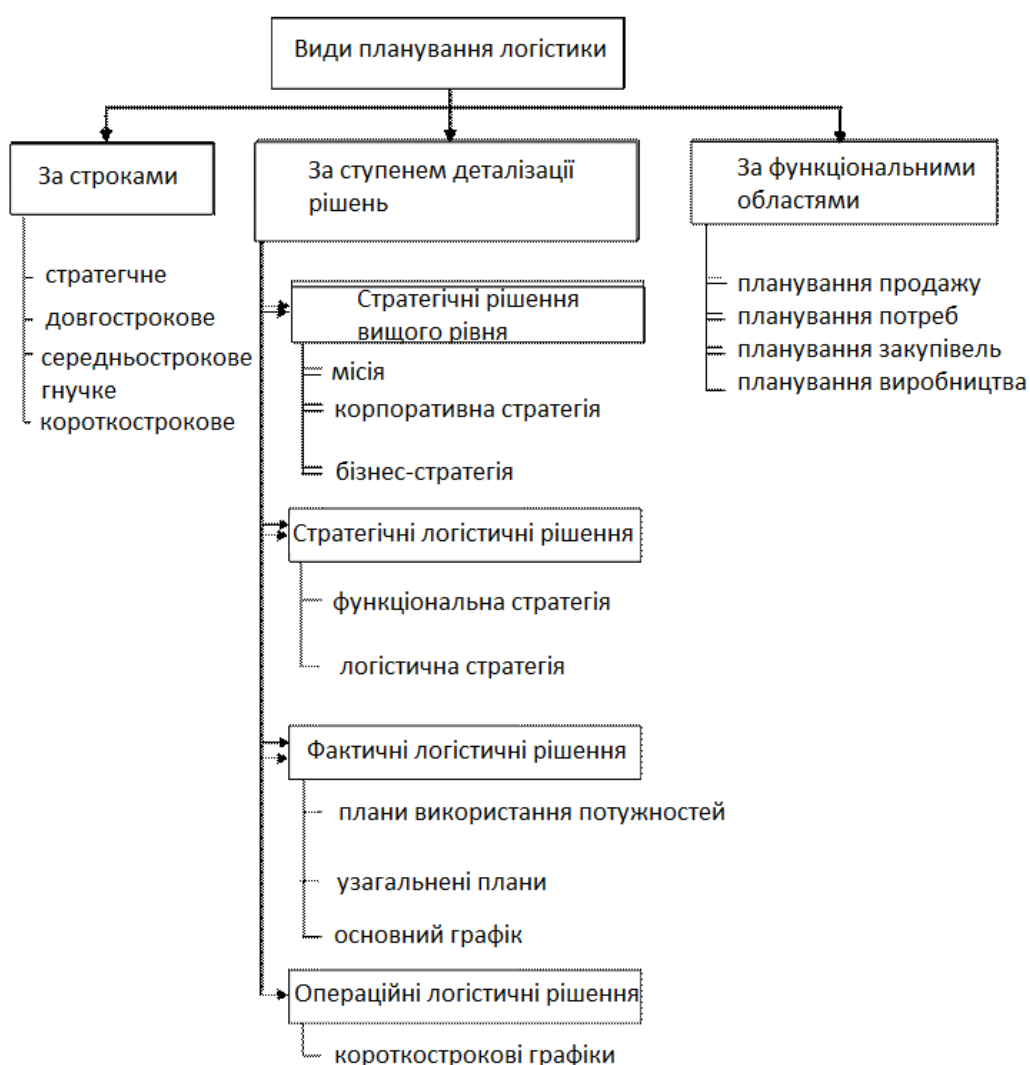 Види планування логістики
За строками
стратегчне
довгострокове
середньострокове
гнучке
короткострокове
За ступенем деталізації
рішень
Стратегічні рішення
вищого рівня
місія
корпоративна стратегія
бізнес-стратегія
Стратегічні логістичні рішення
функціональна стратегія
логістична стратегія
Фактичні логістичні рішення
плани використання потужностей
узагальнені плани
основний графік
Операційні логістичні рішення
короткострокові графіки
За функціональними
областями
планування продажу
планування потреб
планування закупівель
планування виробництва